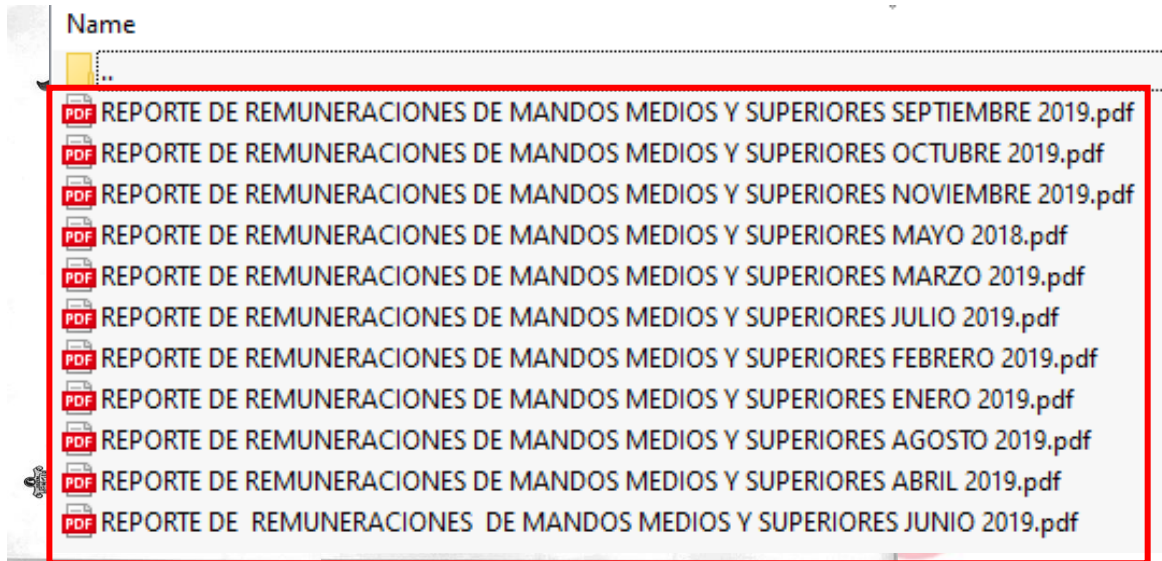 Name
..
REPORTE DE REMUNERACIONES DE MANDOS MEDIOS Y SUPERIORES SEPTIEMBRE 2019.pdf
REPORTE DE REMUNERACIONES DE MANDOS MEDIOS Y SUPERIORES OCTUBRE 2019.pdf
REPORTE DE REMUNERACIONES DE MANDOS MEDIOS Y SUPERIORES NOVIEMBRE 2019.pdf
REPORTE DE REMUNERACIONES DE MANDOS MEDIOS Y SUPERIORES MAYO 2018.pdf
REPORTE DE REMUNERACIONES DE MANDOS MEDIOS Y SUPERIORES MARZO 2019.pdf
REPORTE DE REMUNERACIONES DE MANDOS MEDIOS Y SUPERIORES JULIO 2019.pdf
REPORTE DE REMUNERACIONES DE MANDOS MEDIOS Y SUPERIORES FEBRERO 2019.pdf
REPORTE DE REMUNERACIONES DE MANDOS MEDIOS Y SUPERIORES ENERO 2019.pdf
REPORTE DE REMUNERACIONES DE MANDOS MEDIOS Y SUPERIORES AGOSTO 2019.pdf
REPORTE DE REMUNERACIONES DE MANDOS MEDIOS Y SUPERIORES ABRIL 2019.pdf
REPORTE DE  REMUNERACIONES  DE MANDOS MEDIOS Y SUPERIORES JUNIO 2019.pdf